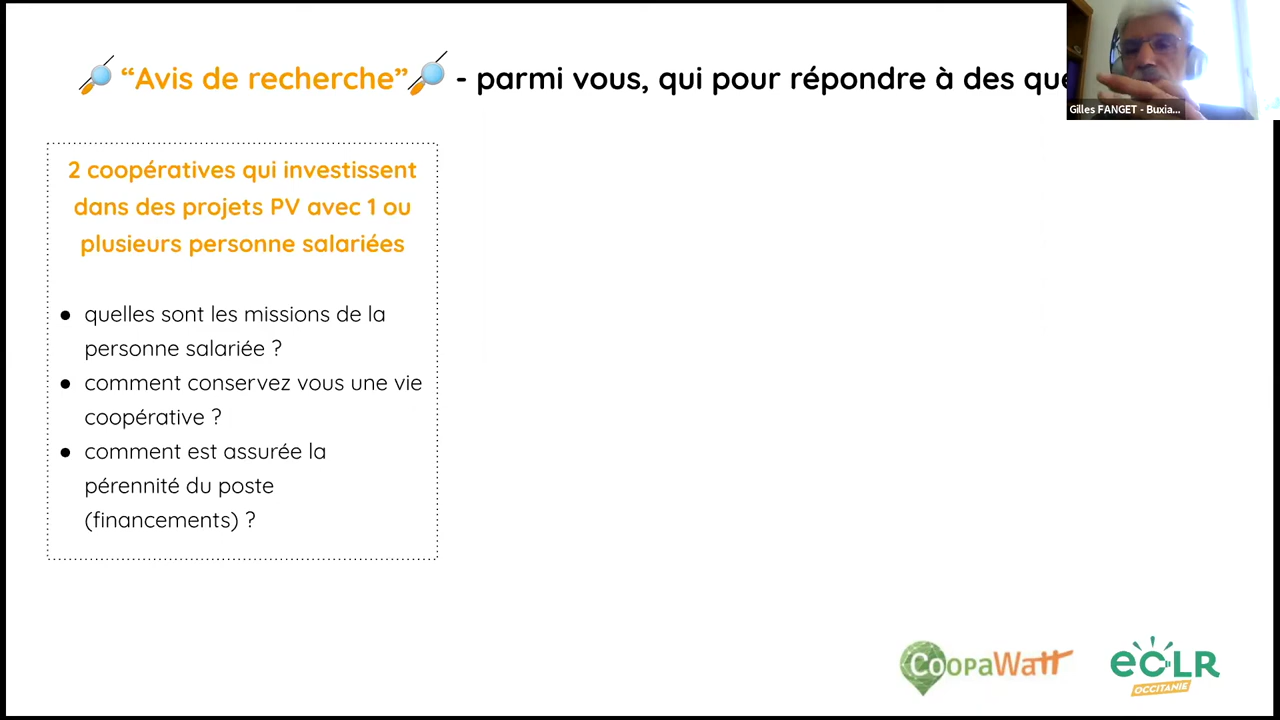 “Avis de recherche” - parmi vous, qui pour répondre à des que
Gilles FANGET - Buxia...
2 coopératives qui investissent
dans des projets PV avec 1 ou
plusieurs personne salariées
● quelles sont les missions de la
personne salariée ?
● comment conservez vous une vie
coopérative ?
● comment est assurée la
pérennité du poste
(financements) ?
CoopaWatt
eCLR
OCCITANIE